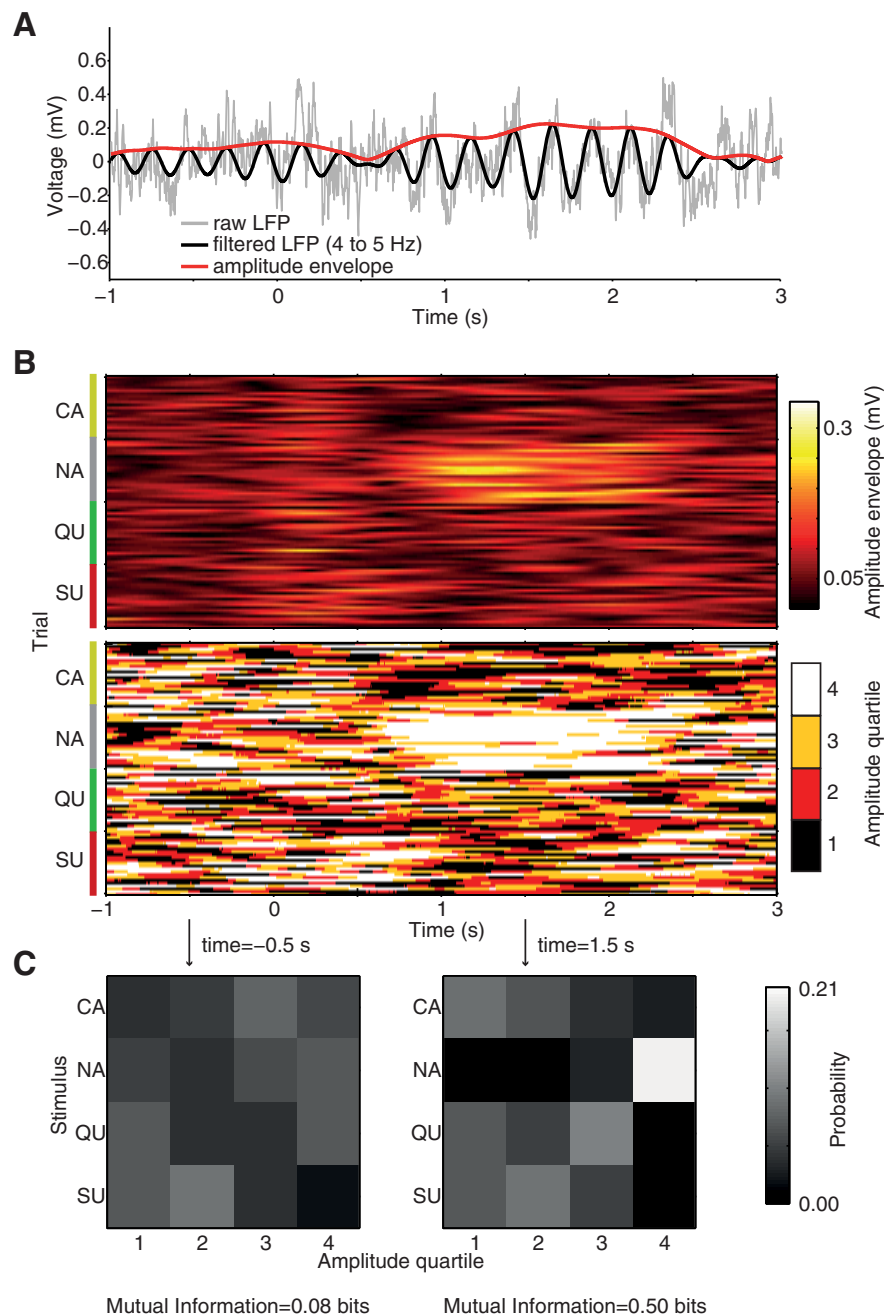 A
Voltage (mV)
0.6
0.4
0.2
0
−0.2
−0.4
−0.6
raw LFP
filtered LFP (4 to 5 Hz)
amplitude envelope
−1 0 1 2 3
Time (s)
B
Trial
CA
NA
QU
SU
0.3
0.05
Amplitude envelope (mV)
CA
NA
QU
SU
4
3
2
1
Amplitude quartile
−1 0 1 2 3
Time (s)
time=−0.5 s
time=1.5 s
C
Stimulus
CA
NA
QU
SU
1 2 3 4
CA
NA
QU
SU
1 2 3 4
Amplitude quartile
0.21
0.00
Probability
Mutual Information=0.08 bits
Mutual Information=0.50 bits